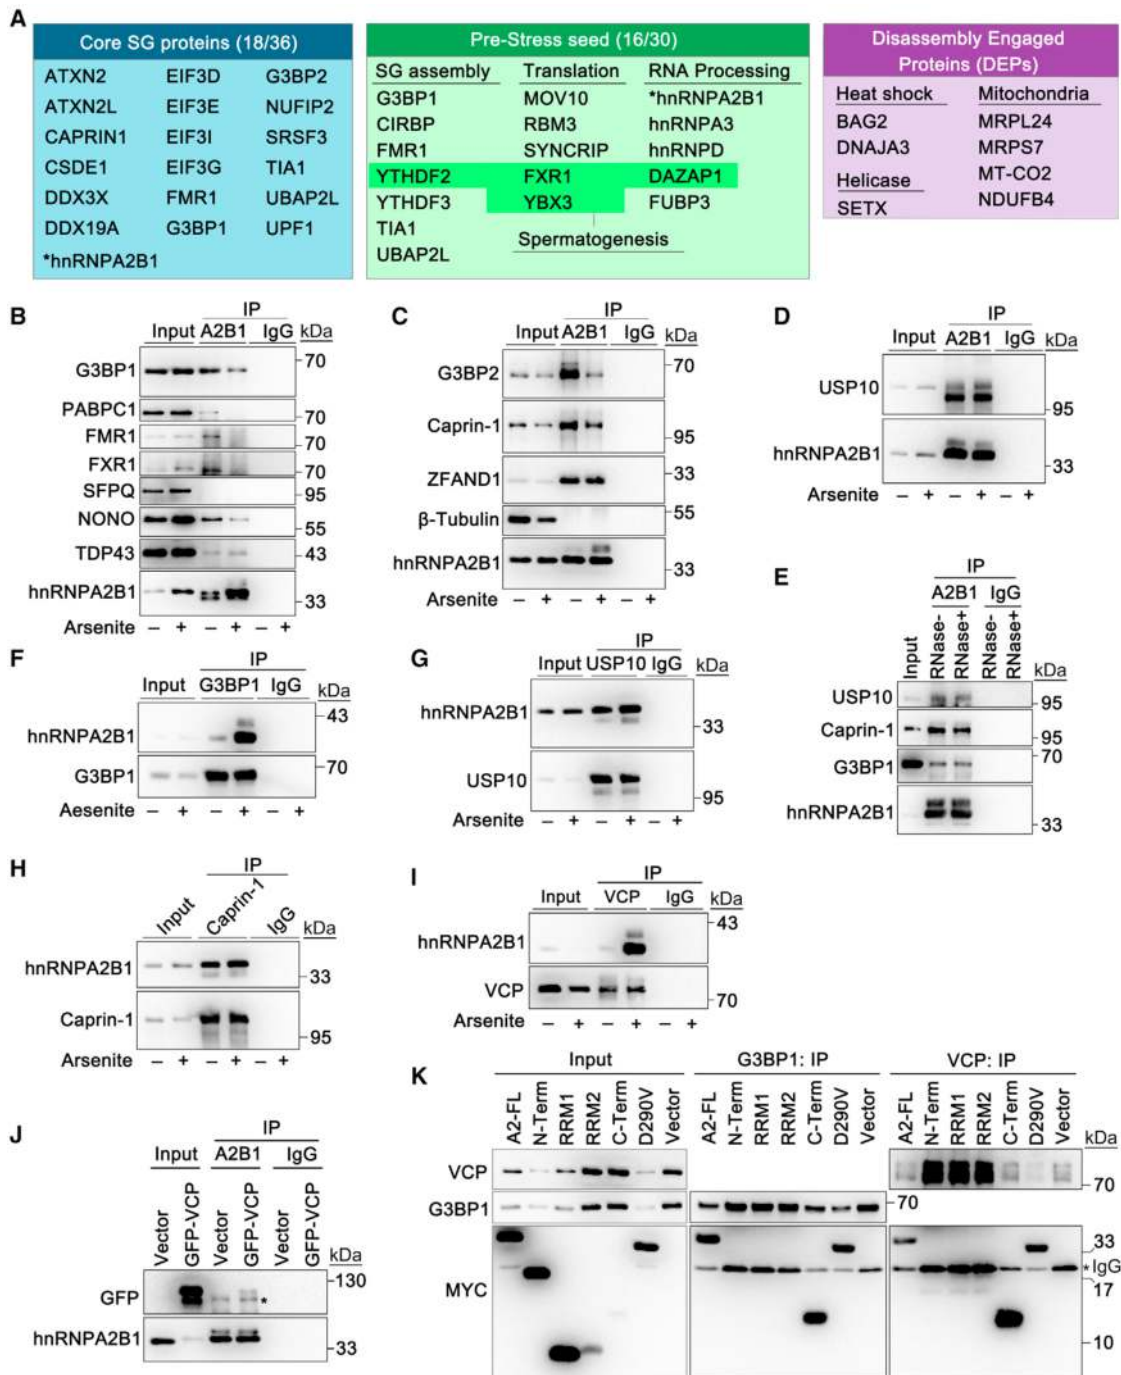 A
Core SG proteins (18/36)
ATXN2 EIF3D G3BP2
ATXN2L EIF3E NUFIP2
CAPRIN1 EIF3I SRSF3
CSDE1 EIF3G TIA1
DDX3X FMR1 UBAP2L
DDX19A G3BP1 UPF1
*hnRNPA2B1
Pre-Stress seed (16/30)
SG assembly Translation RNA Processing
G3BP1 MOV10 *hnRNPA2B1
CIRBP RBM3 hnRNPA3
FMR1 SYNCRIP hnRNPD
YTHDF2 FXR1 DAZAP1
YTHDF3 YBX3 FUBP3
TIA1 Spermatogenesis
UBAP2L
Disassembly Engaged
Proteins (DEPs)
Heat shock Mitochondria
BAG2 MRPL24
DNAJA3 MRPS7
Helicase MT-CO2
SETX NDUFB4
B
IP
Input A2B1 IgG kDa
G3BP1 70
PABPC1 70
FMR1 70
FXR1 70
SFPQ 95
NONO 55
TDP43 43
hnRNPA2B1 33
Arsenite – + – + – +
C
IP
Input A2B1 IgG kDa
G3BP2 70
Caprin-1 95
ZFAND1 33
β-Tubulin 55
hnRNPA2B1 33
Arsenite – + – + – +
D
IP
Input A2B1 IgG kDa
USP10 95
hnRNPA2B1 33
Arsenite – + – + – +
E
IP
A2B1 IgG
Input RNase- RNase+ RNase- RNase+ kDa
USP10 95
Caprin-1 95
G3BP1 70
hnRNPA2B1 33
F
IP
Input G3BP1 IgG kDa
hnRNPA2B1 43
G3BP1 70
Aesenite – + – + – +
G
IP
Input USP10 IgG kDa
hnRNPA2B1 33
USP10 95
Arsenite – + – + – +
H
IP
Input Caprin-1 IgG kDa
hnRNPA2B1 33
Caprin-1 95
Arsenite – + – + – +
I
IP
Input VCP IgG kDa
hnRNPA2B1 43
VCP 70
Arsenite – + – + – +
J
IP
Input A2B1 IgG
Vector GFP-VCP Vector GFP-VCP Vector GFP-VCP kDa
GFP * 130
hnRNPA2B1 33
K
Input G3BP1: IP VCP: IP
A2-FL N-Term RRM1 RRM2 C-Term D290V Vector A2-FL N-Term RRM1 RRM2 C-Term D290V Vector A2-FL N-Term RRM1 RRM2 C-Term D290V Vector kDa
VCP 70
G3BP1 70
MYC 33
*IgG
17
10